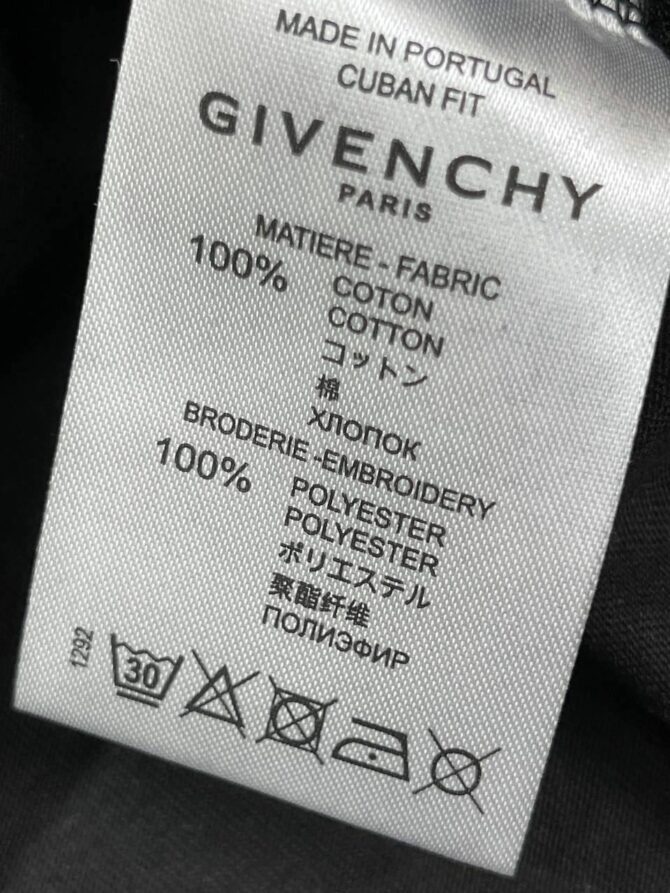 MADE IN PORTUGAL
CUBAN FIT
GIVENCHY
PARIS
MATIERE - FABRIC
100% COTON
COTTON
コットン
棉
ХЛОПОК
BRODERIE -EMBROIDERY
100% POLYESTER
POLYESTER
ポリエステル
聚酯纤维
ПОЛИЭФИР
1292
30